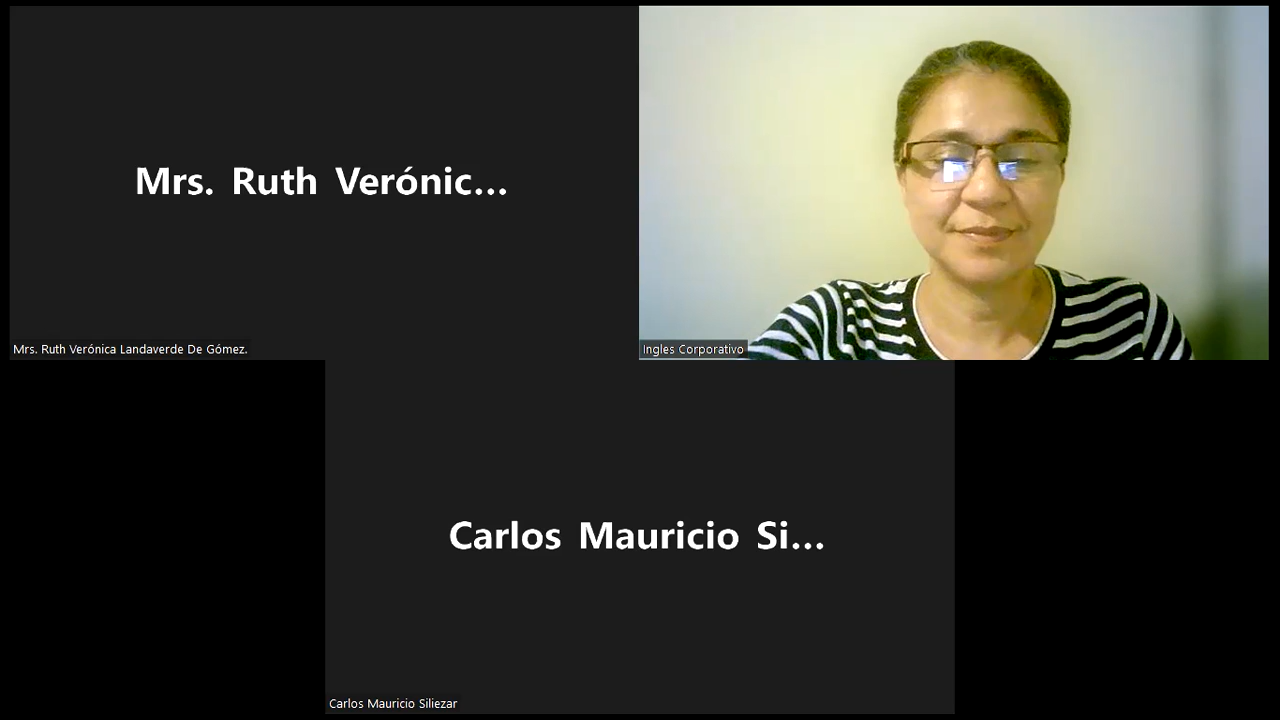 Mrs. Ruth Verónic...
Mrs. Ruth Verónica Landaverde De Gómez.
Ingles Corporativo
Carlos Mauricio Si...
Carlos Mauricio Siliezar